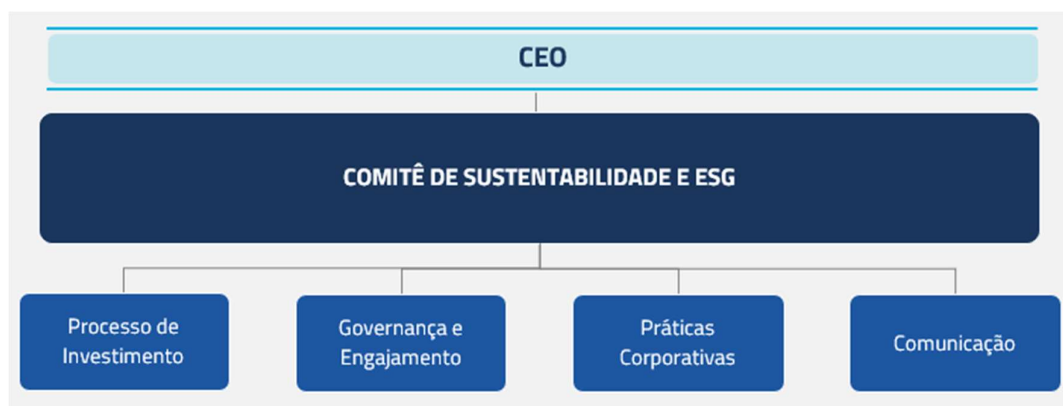 CEO
COMITÊ DE SUSTENTABILIDADE E ESG
Processo de
Investimento
Governança e
Engajamento
Práticas
Corporativas
Comunicação